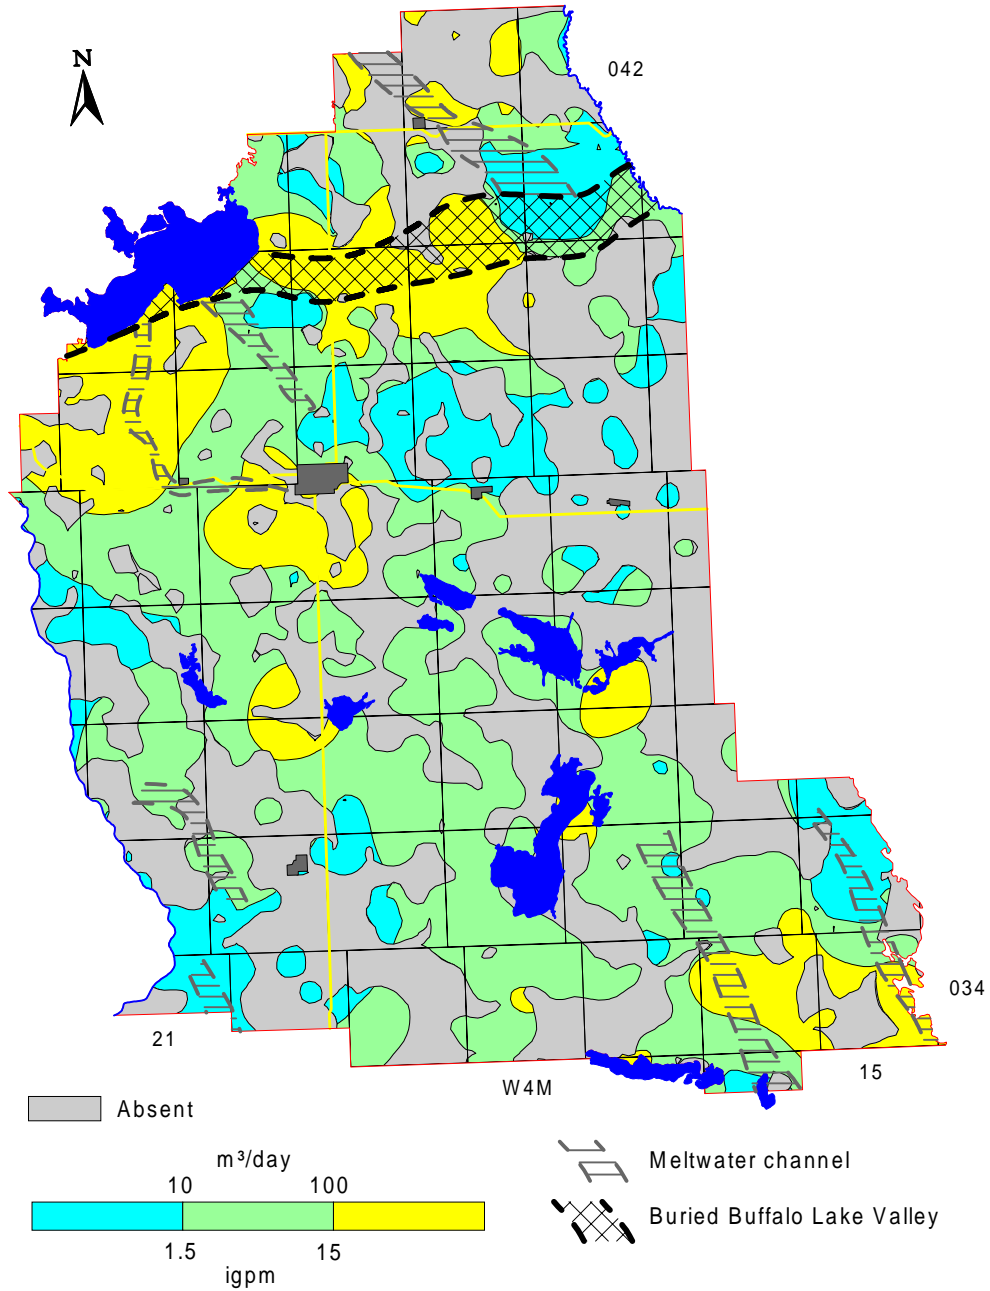 N
042
034
21
15
W4M
Absent
m³/day
10 100
1.5 15
igpm
Meltwater channel
Buried Buffalo Lake Valley